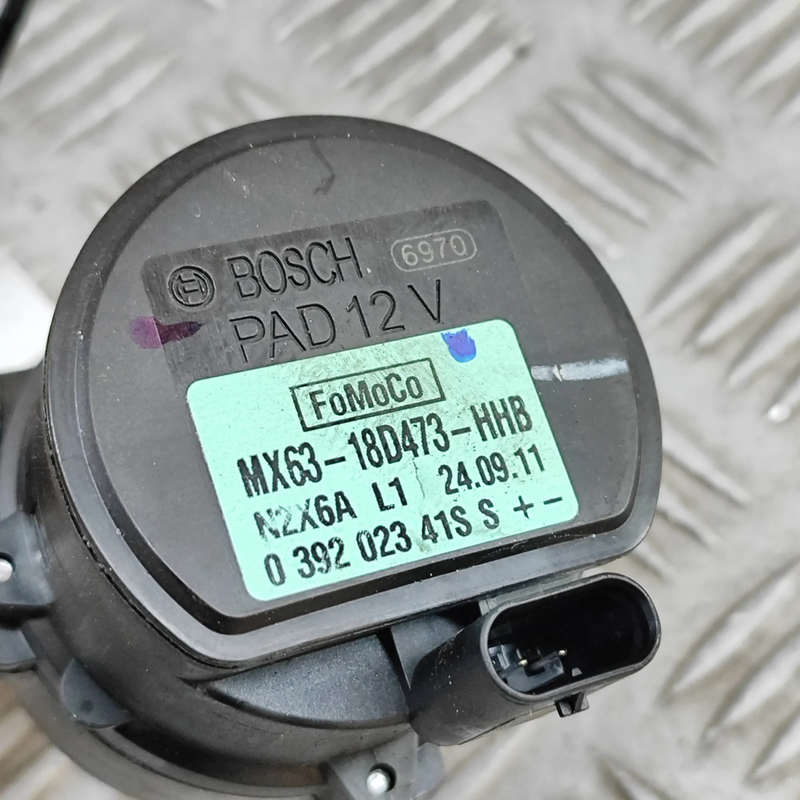 BOSCH 6970
PAD 12 V
FoMoCo
MX63-18D473-HHB
N2X6A L1 24.09.11
0 392 023 41S S + -